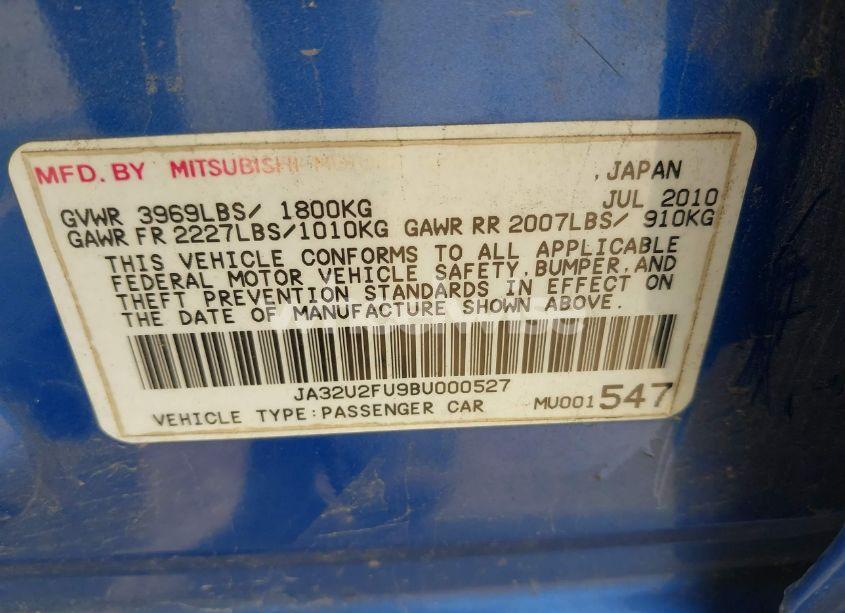 MFD. BY MITSUBISHI , JAPAN
JUL 2010
GVWR 3969LBS/ 1800KG
GAWR FR 2227LBS/1010KG GAWR RR 2007LBS/ 910KG
THIS VEHICLE CONFORMS TO ALL APPLICABLE
FEDERAL MOTOR VEHICLE SAFETY, BUMPER, AND
THEFT PREVENTION STANDARDS IN EFFECT ON
THE DATE OF MANUFACTURE SHOWN ABOVE.
JA32U2FU9BU000527
VEHICLE TYPE:PASSENGER CAR MU001547